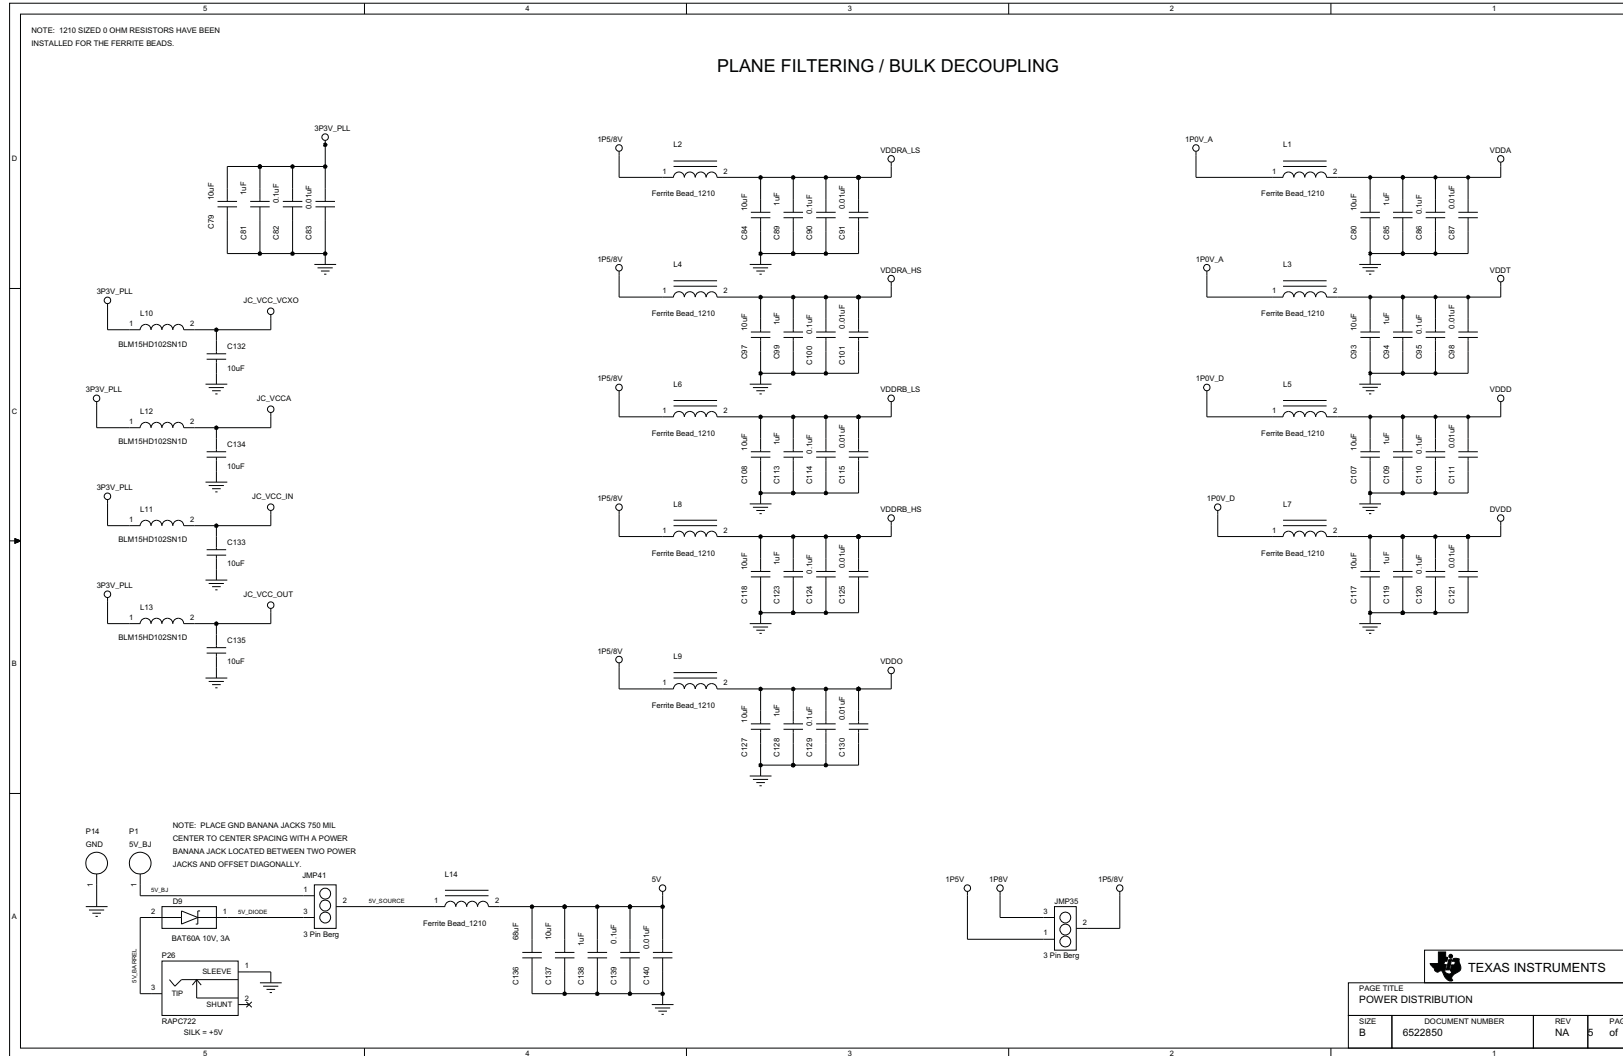 5 4 3 2 1
NOTE: 1210 SIZED 0 OHM RESISTORS HAVE BEEN
INSTALLED FOR THE FERRITE BEADS.
PLANE FILTERING / BULK DECOUPLING
D
C
B
A
3P3V_PLL
10uF 1uF 0.1uF 0.01uF
C79 C81 C82 C83
3P3V_PLL
JC_VCC_VCXO
L10
1 2
BLM15HD102SN1D
C132
10uF
3P3V_PLL
JC_VCCA
L12
1 2
BLM15HD102SN1D
C134
10uF
3P3V_PLL
JC_VCC_IN
L11
1 2
BLM15HD102SN1D
C133
10uF
3P3V_PLL
JC_VCC_OUT
L13
1 2
BLM15HD102SN1D
C135
10uF
1P5/8V
L2
VDDRA_LS
1 2
Ferrite Bead_1210
10uF 1uF 0.1uF 0.01uF
C84 C89 C90 C91
1P5/8V
L4
VDDRA_HS
1 2
Ferrite Bead_1210
10uF 1uF 0.1uF 0.01uF
C97 C99 C100 C101
1P5/8V
L6
VDDRB_LS
1 2
Ferrite Bead_1210
10uF 1uF 0.1uF 0.01uF
C108 C113 C114 C115
1P5/8V
L8
VDDRB_HS
1 2
Ferrite Bead_1210
10uF 1uF 0.1uF 0.01uF
C118 C123 C124 C125
1P5/8V
L9
VDDO
1 2
Ferrite Bead_1210
10uF 1uF 0.1uF 0.01uF
C127 C128 C129 C130
1P0V_A
L1
VDDA
1 2
Ferrite Bead_1210
10uF 1uF 0.1uF 0.01uF
C80 C85 C86 C87
1P0V_A
L3
VDDT
1 2
Ferrite Bead_1210
10uF 1uF 0.1uF 0.01uF
C93 C94 C95 C98
1P0V_D
L5
VDDD
1 2
Ferrite Bead_1210
10uF 1uF 0.1uF 0.01uF
C107 C109 C110 C111
1P0V_D
L7
DVDD
1 2
Ferrite Bead_1210
10uF 1uF 0.1uF 0.01uF
C117 C119 C120 C121
P14
GND
1
P1
5V_BJ
1
NOTE: PLACE GND BANANA JACKS 750 MIL
CENTER TO CENTER SPACING WITH A POWER
BANANA JACK LOCATED BETWEEN TWO POWER
JACKS AND OFFSET DIAGONALLY.
5V_BJ
JMP41
1
3
2
3 Pin Berg
D9
2 1
5V_DIODE
BAT60A 10V, 3A
5V_BARREL
P26
SLEEVE
1
3
TIP
SHUNT
2
RAPC722
SILK = +5V
5V_SOURCE
L14
1 2
Ferrite Bead_1210
5V
68uF 10uF 1uF 0.1uF 0.01uF
C136 C137 C138 C139 C140
1P5V 1P8V 1P5/8V
JMP35
3
1
2
3 Pin Berg
TEXAS INSTRUMENTS
PAGE TITLE
POWER DISTRIBUTION
SIZE DOCUMENT NUMBER REV PAG
B 6522850 NA 5 of
5 4 3 2 1